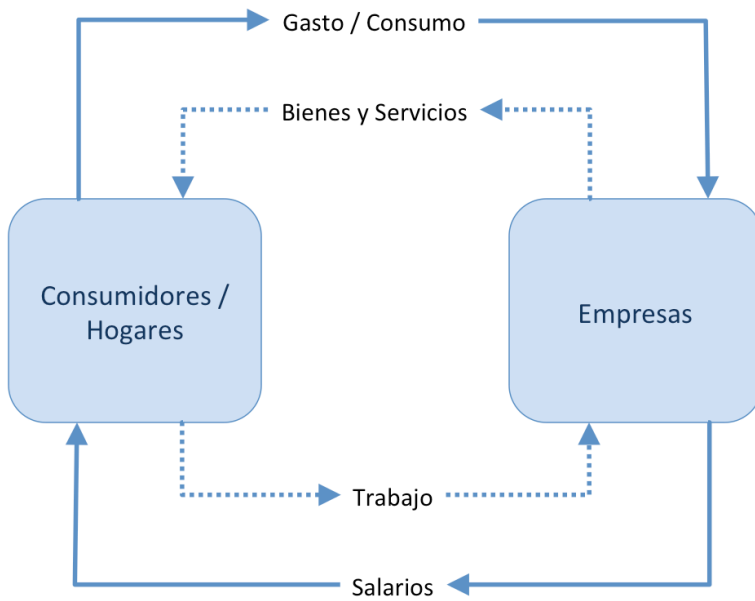 Gasto / Consumo
Bienes y Servicios
Consumidores /
Hogares
Empresas
Trabajo
Salarios